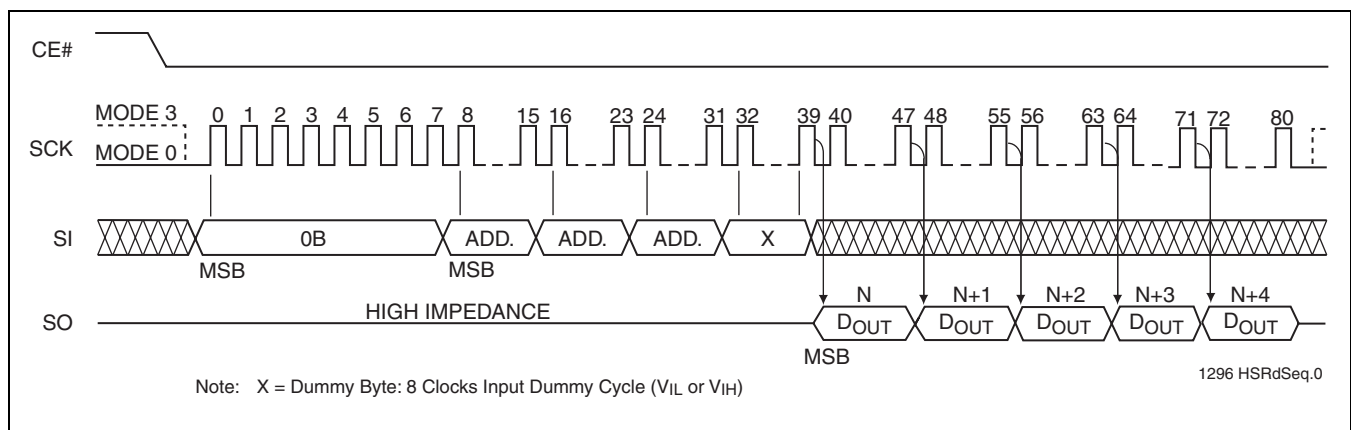 CE#
MODE 3 0 1 2 3 4 5 6 7 8 15 16 23 24 31 32 39 40 47 48 55 56 63 64 71 72 80
SCK MODE 0
SI 0B ADD. ADD. ADD. X
MSB MSB
N N+1 N+2 N+3 N+4
SO HIGH IMPEDANCE DOUT DOUT DOUT DOUT DOUT
MSB
1296 HSRdSeq.0
Note: X = Dummy Byte: 8 Clocks Input Dummy Cycle (VIL or VIH)